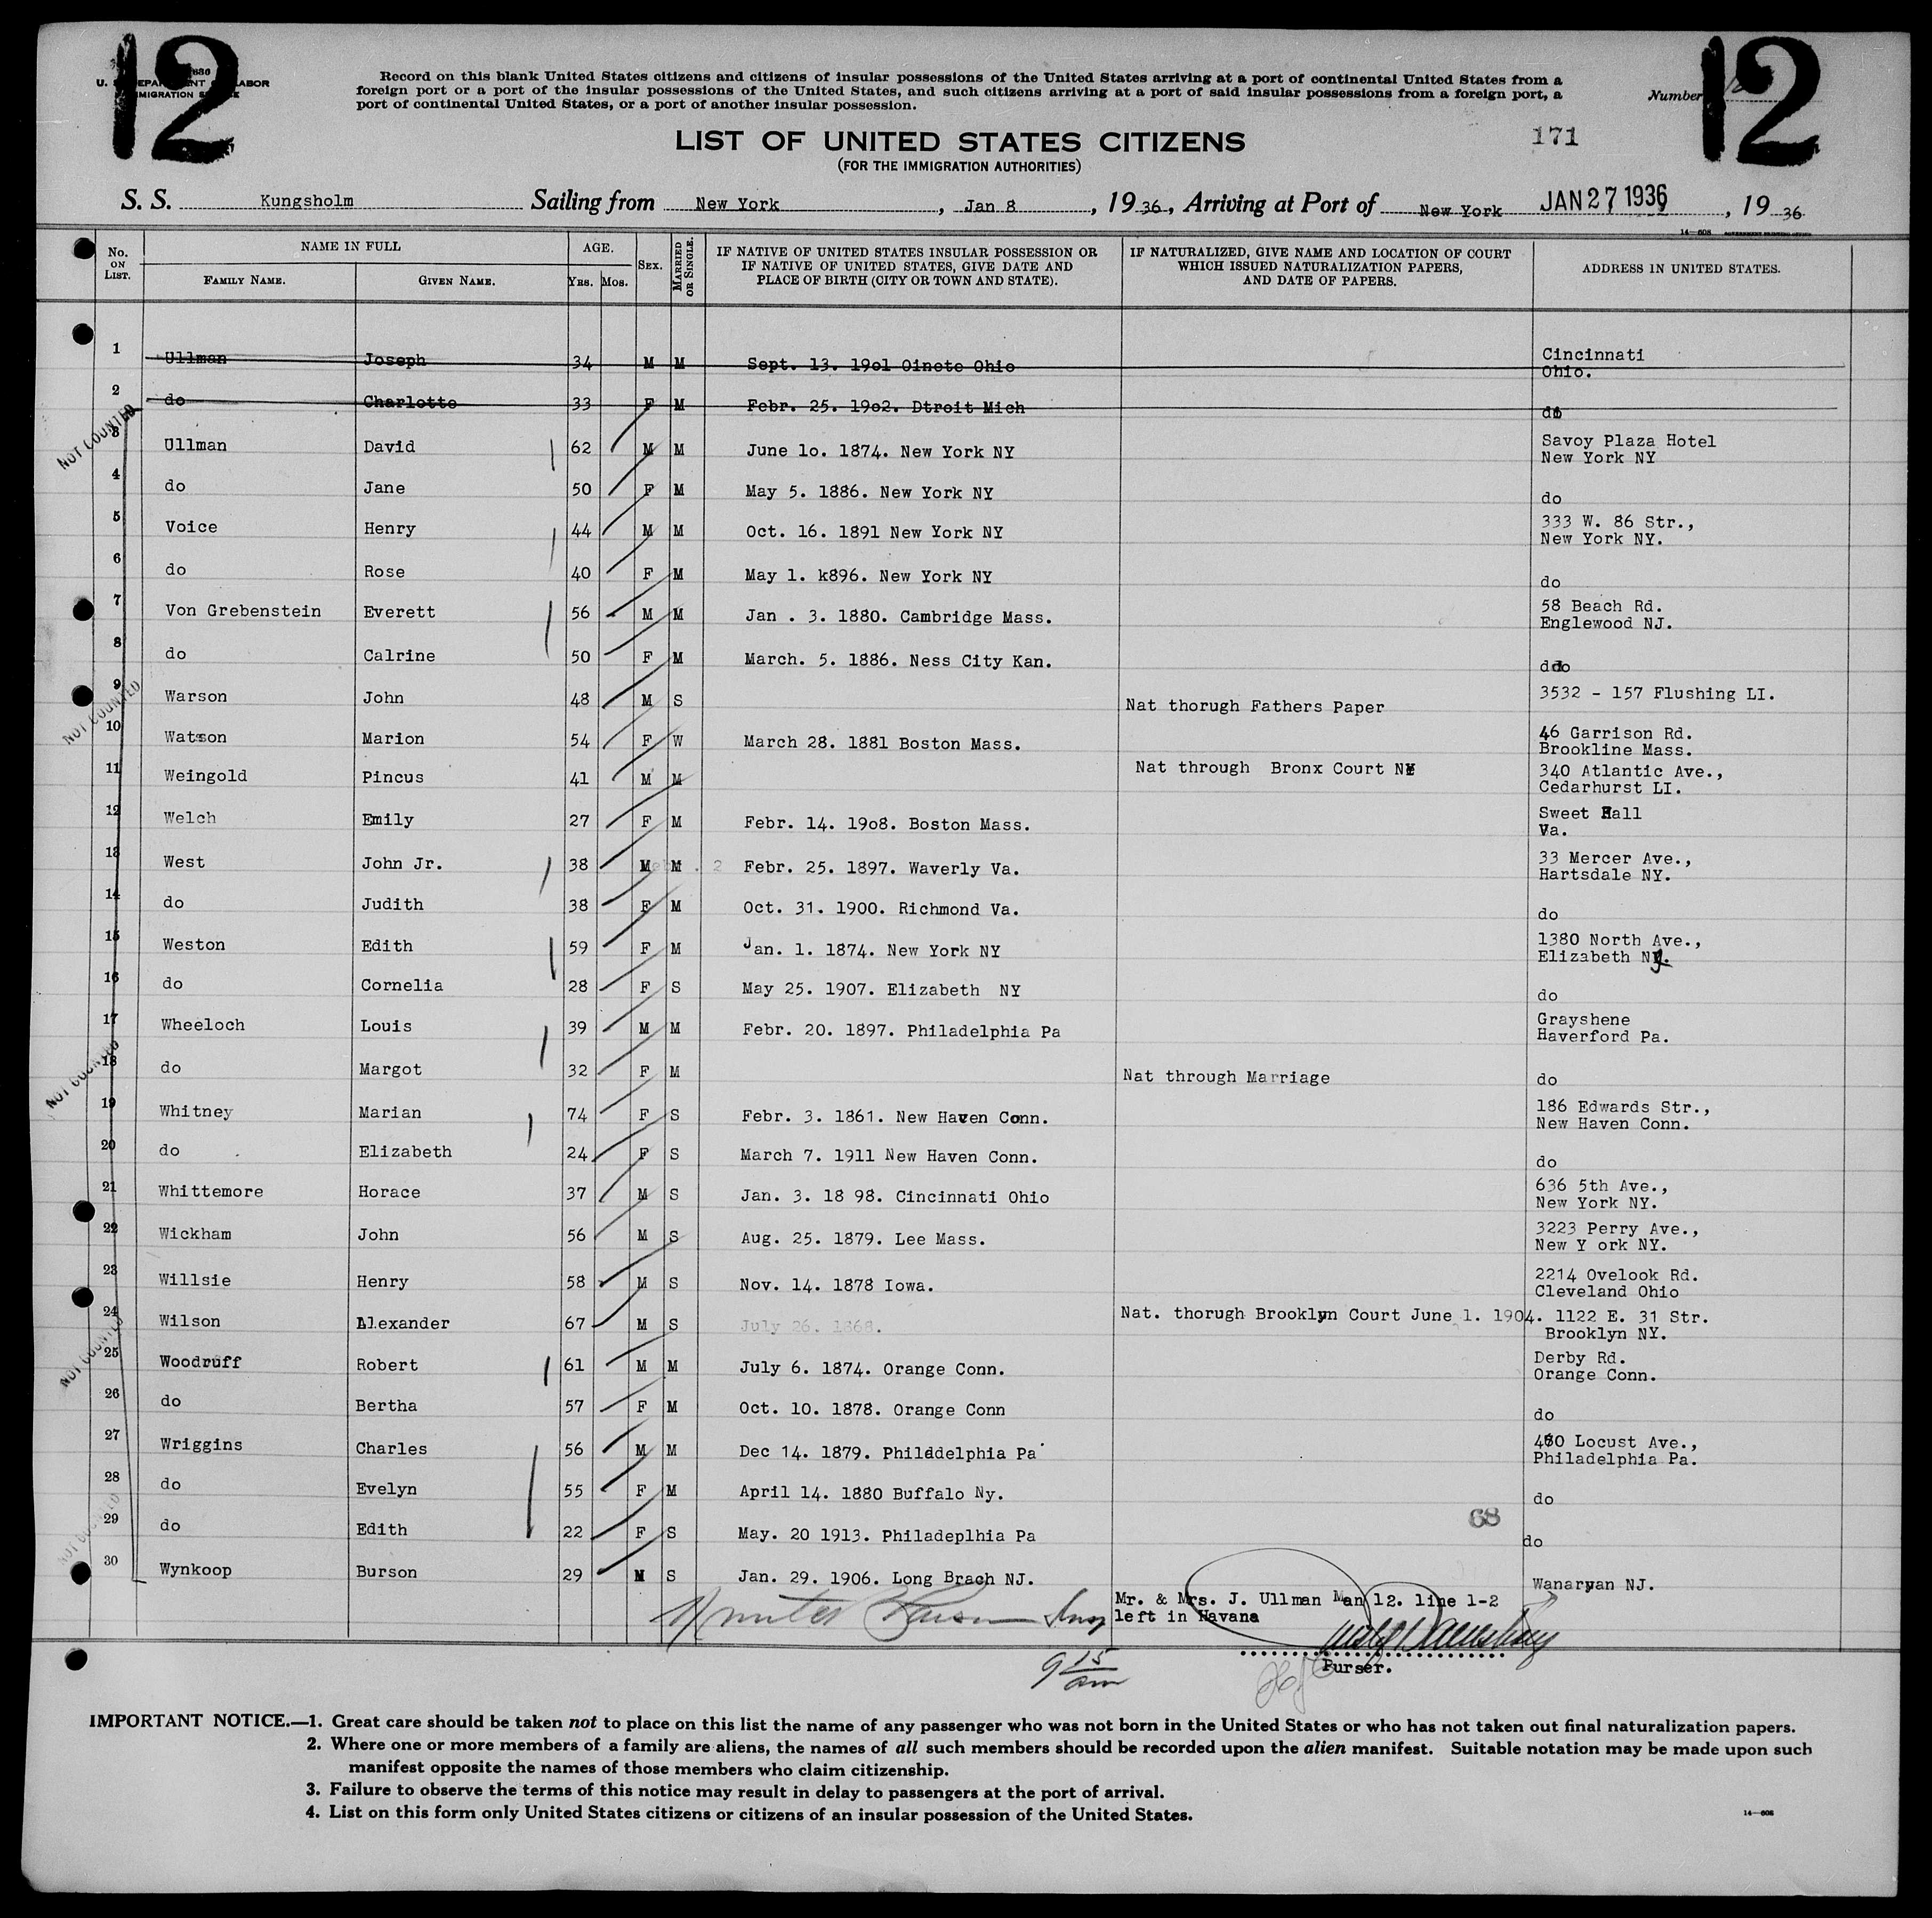 12
12
U. S. DEPARTMENT OF LABOR
IMMIGRATION SERVICE
Record on this blank United States citizens and citizens of insular possessions of the United States arriving at a port of continental United States from a
foreign port or a port of the insular possessions of the United States, and such citizens arriving at a port of said insular possessions from a foreign port, a
port of continental United States, or a port of another insular possession.
Number 12
LIST OF UNITED STATES CITIZENS
171
(FOR THE IMMIGRATION AUTHORITIES)
S. S. Kungsholm Sailing from New York , Jan 8 , 19 36, Arriving at Port of New York JAN 27 1936 , 19 36
14—608 GOVERNMENT PRINTING OFFICE
No. ON LIST. NAME IN FULL FAMILY NAME. GIVEN NAME. AGE. YRS. MOS. SEX. MARRIED OR SINGLE. IF NATIVE OF UNITED STATES INSULAR POSSESSION OR IF NATIVE OF UNITED STATES, GIVE DATE AND PLACE OF BIRTH (CITY OR TOWN AND STATE). IF NATURALIZED, GIVE NAME AND LOCATION OF COURT WHICH ISSUED NATURALIZATION PAPERS, AND DATE OF PAPERS. ADDRESS IN UNITED STATES.
1 Ullman Joseph 34 M M Sept. 13. 19o1 Oinctc Ohio Cincinnati
Ohio.
2 do Charlotte 33 F M Febr. 25. 19o2. Dtroit Mich do
NOT COUNTED
3 Ullman David 62 M M June 1o. 1874. New York NY Savoy Plaza Hotel
New York NY
4 do Jane 50 F M May 5. 1886. New York NY do
5 Voice Henry 44 M M Oct. 16. 1891 New York NY 333 W. 86 Str.,
New York NY.
6 do Rose 40 F M May 1. k896. New York NY do
7 Von Grebenstein Everett 56 M M Jan . 3. 1880. Cambridge Mass. 58 Beach Rd.
Englewood NJ.
8 do Calrine 50 F M March. 5. 1886. Ness City Kan. ddo
NOT COUNTED
9 Warson John 48 M S Nat thorugh Fathers Paper 3532 - 157 Flushing LI.
10 Watson Marion 54 F W March 28. 1881 Boston Mass. 46 Garrison Rd.
Brookline Mass.
11 Weingold Pincus 41 M M Nat through Bronx Court NY 340 Atlantic Ave.,
Cedarhurst LI.
12 Welch Emily 27 F M Febr. 14. 19o8. Boston Mass. Sweet Hall
Va.
13 West John Jr. 38 M M Febr. 25. 1897. Waverly Va. 33 Mercer Ave.,
Hartsdale NY.
14 do Judith 38 F M Oct. 31. 1900. Richmond Va. do
15 Weston Edith 59 F M Jan. 1. 1874. New York NY 1380 North Ave.,
Elizabeth NJ.
16 do Cornelia 28 F S May 25. 1907. Elizabeth NY do
17 Wheeloch Louis 39 M M Febr. 20. 1897. Philadelphia Pa Grayshene
Haverford Pa.
NOT COUNTED
18 do Margot 32 F M Nat through Marriage do
19 Whitney Marian 74 F S Febr. 3. 1861. New Haven Conn. 186 Edwards Str.,
New Haven Conn.
20 do Elizabeth 24 F S March 7. 1911 New Haven Conn. do
21 Whittemore Horace 37 M S Jan. 3. 18 98. Cincinnati Ohio 636 5th Ave.,
New York NY.
22 Wickham John 56 M S Aug. 25. 1879. Lee Mass. 3223 Perry Ave.,
New Y ork NY.
23 Willsie Henry 58 M S Nov. 14. 1878 Iowa. 2214 Ovelook Rd.
Cleveland Ohio
24 Wilson Alexander 67 M S July 26. 1868. Nat. thorugh Brooklyn Court June 1. 1904. 1122 E. 31 Str.
Brooklyn NY.
NOT COUNTED
25 Woodruff Robert 61 M M July 6. 1874. Orange Conn. Derby Rd.
Orange Conn.
26 do Bertha 57 F M Oct. 10. 1878. Orange Conn do
27 Wriggins Charles 56 M M Dec 14. 1879. Philddelphia Pa 480 Locust Ave.,
Philadelphia Pa.
28 do Evelyn 55 F M April 14. 1880 Buffalo Ny. do
NOT COUNTED
68
29 do Edith 22 F S May. 20 1913. Philadeplhia Pa do
30 Wynkoop Burson 29 M S Jan. 29. 1906. Long Brach NJ. Wanaryan NJ.
Mr. & Mrs. J. Ullman Man 12. line 1-2
left in Havana
9 15 am
Purser.
IMPORTANT NOTICE.—1. Great care should be taken not to place on this list the name of any passenger who was not born in the United States or who has not taken out final naturalization papers.
2. Where one or more members of a family are aliens, the names of all such members should be recorded upon the alien manifest. Suitable notation may be made upon such
manifest opposite the names of those members who claim citizenship.
3. Failure to observe the terms of this notice may result in delay to passengers at the port of arrival.
4. List on this form only United States citizens or citizens of an insular possession of the United States.
14—608